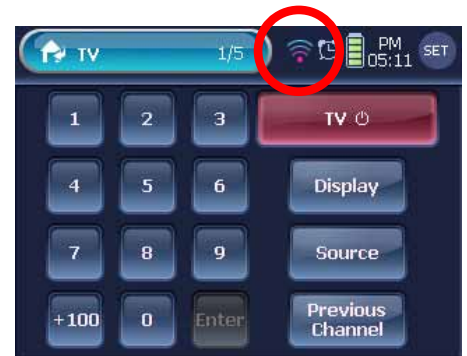 TV 1/5 PM 05:11 SET
1 2 3 TV
4 5 6 Display
7 8 9 Source
+100 0 Enter Previous Channel